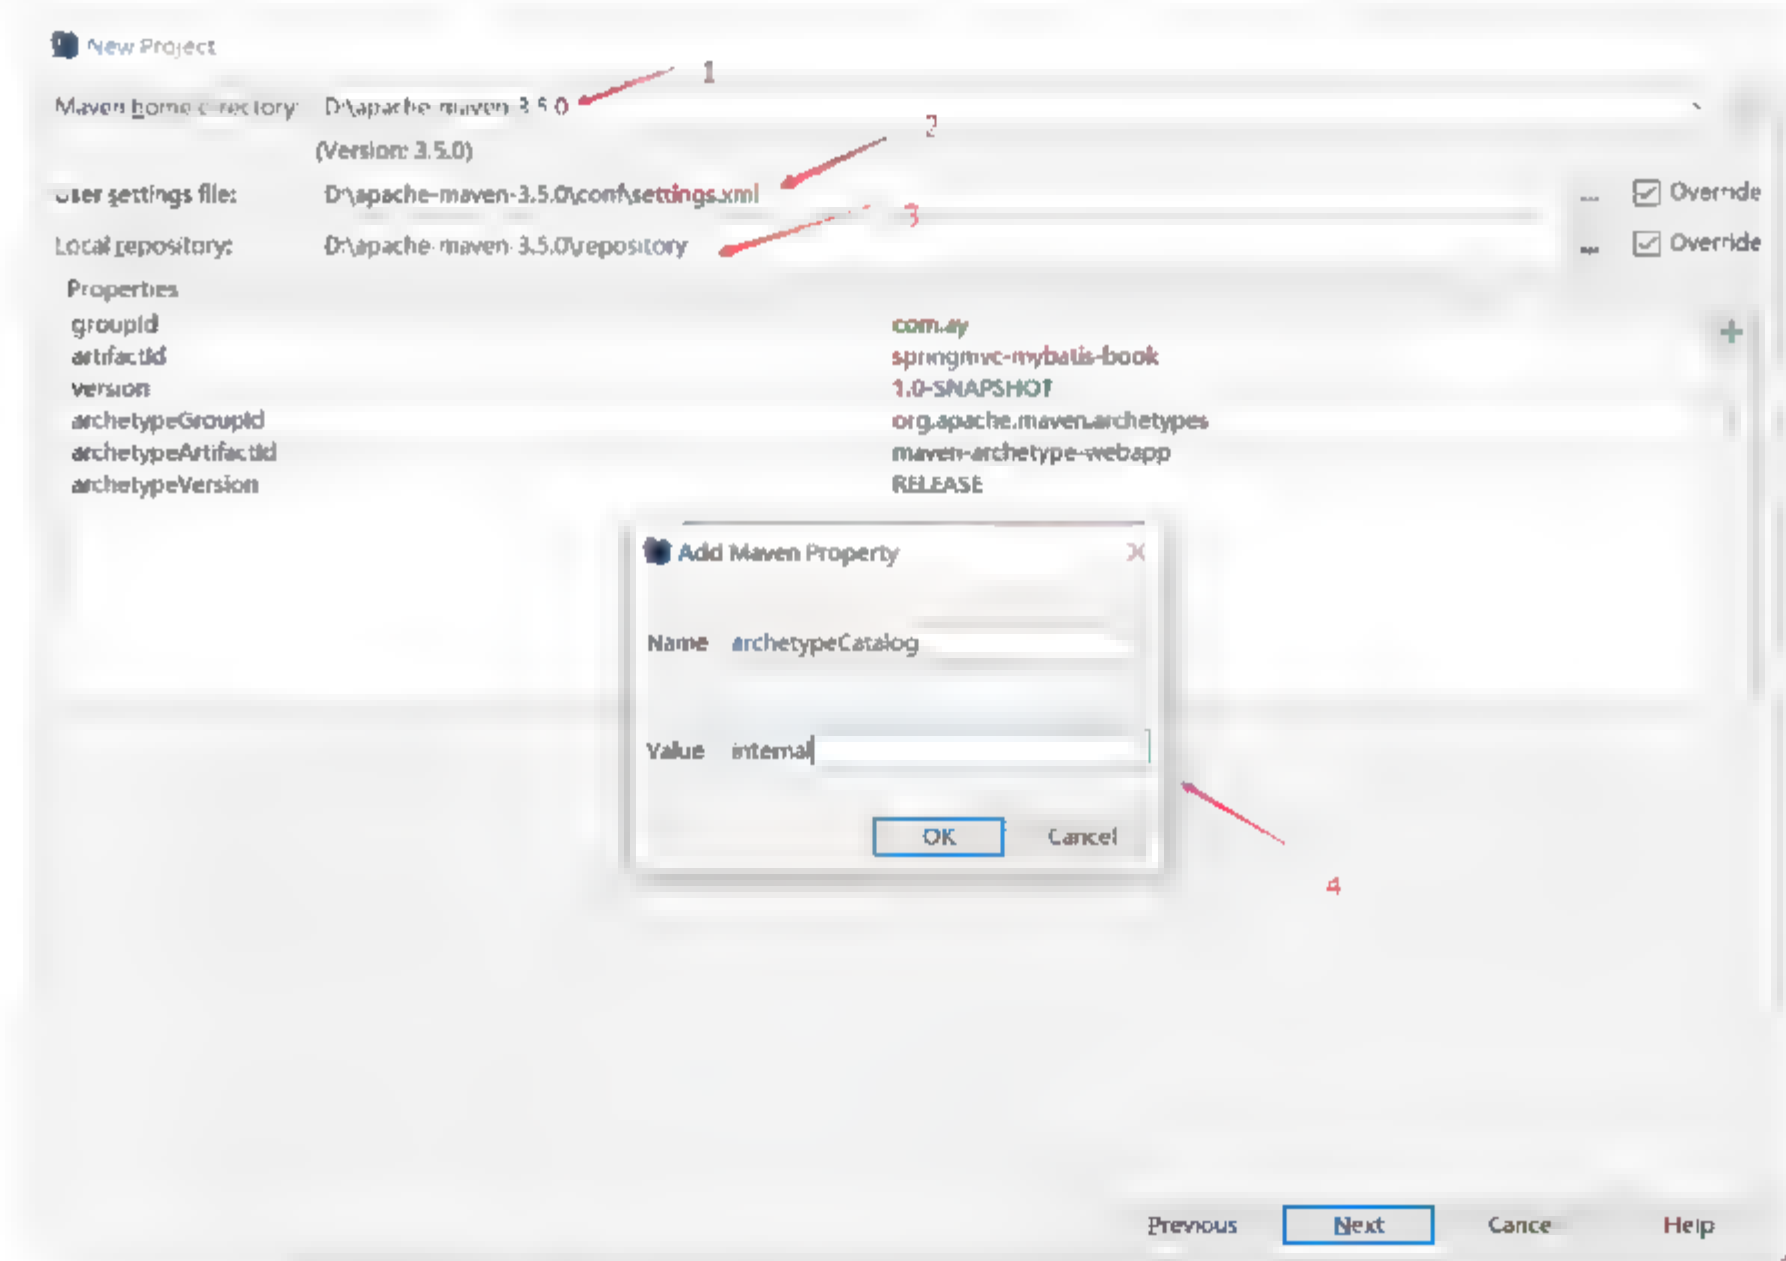 New Project
1
Maven home directory: D:\apache-maven-3.5.0
2
(Version: 3.5.0)
User settings file: D:\apache-maven-3.5.0\conf\settings.xml ... Override
3
Local repository: D:\apache-maven-3.5.0\repository ... Override
Properties
groupId com.ay
artifactId springmvc-mybatis-book
version 1.0-SNAPSHOT
archetypeGroupId org.apache.maven.archetypes
archetypeArtifactId maven-archetype-webapp
archetypeVersion RELEASE
Add Maven Property
Name archetypeCatalog
Value internal
OK Cancel
4
Previous Next Cancel Help